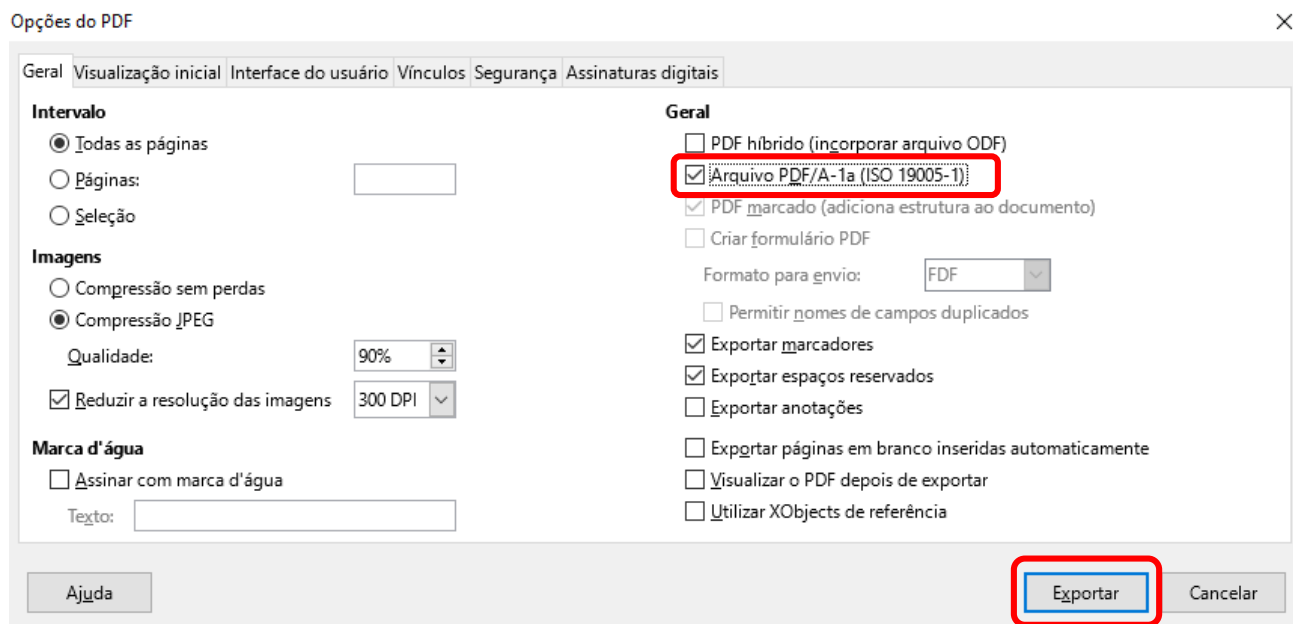 Opções do PDF
Geral Visualização inicial Interface do usuário Vínculos Segurança Assinaturas digitais
Intervalo
Todas as páginas
Páginas:
Seleção
Imagens
Compressão sem perdas
Compressão JPEG
Qualidade: 90%
Reduzir a resolução das imagens 300 DPI
Marca d'água
Assinar com marca d'água
Texto:
Geral
PDF híbrido (incorporar arquivo ODF)
Arquivo PDF/A-1a (ISO 19005-1)
PDF marcado (adiciona estrutura ao documento)
Criar formulário PDF
Formato para envio: FDF
Permitir nomes de campos duplicados
Exportar marcadores
Exportar espaços reservados
Exportar anotações
Exportar páginas em branco inseridas automaticamente
Visualizar o PDF depois de exportar
Utilizar XObjects de referência
Ajuda Exportar Cancelar